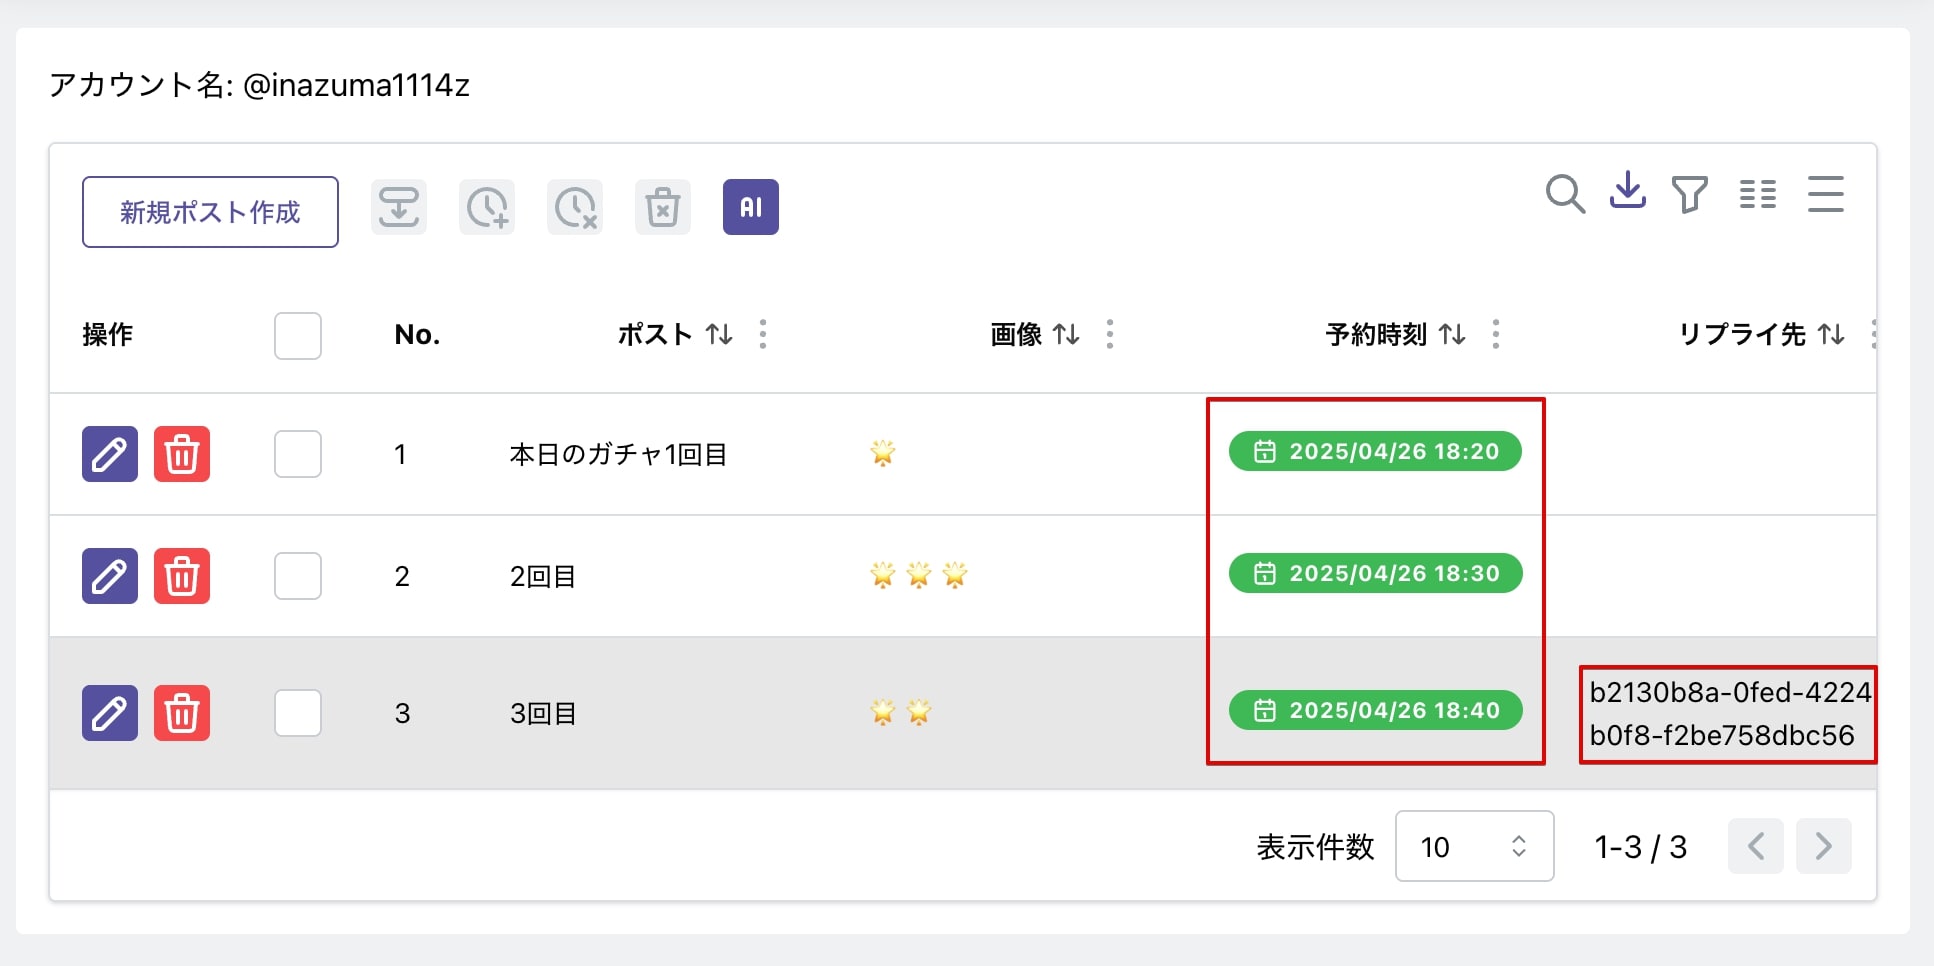 アカウント名: @inazuma1114z
新規ポスト作成
AI
操作 No. ポスト 画像 予約時刻 リプライ先
1 本日のガチャ1回目 🌟 2025/04/26 18:20
2 2回目 🌟 🌟 🌟 2025/04/26 18:30
3 3回目 🌟 🌟 2025/04/26 18:40 b2130b8a-0fed-4224
b0f8-f2be758dbc56
表示件数 10 1-3 / 3